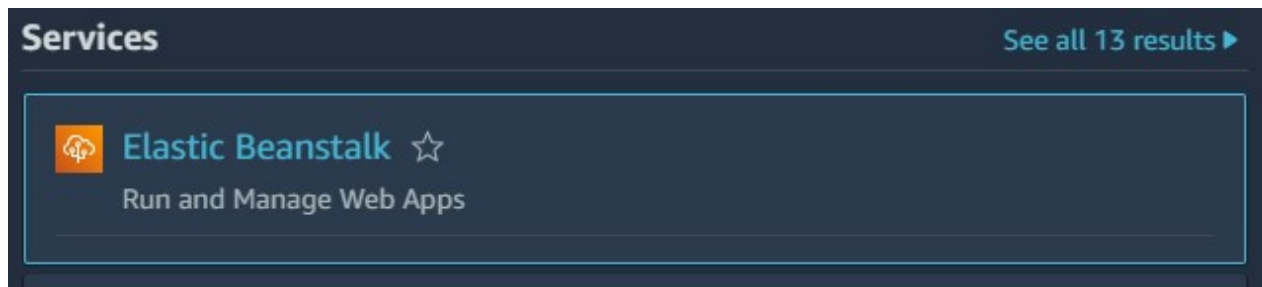 Services
See all 13 results
Elastic Beanstalk
Run and Manage Web Apps